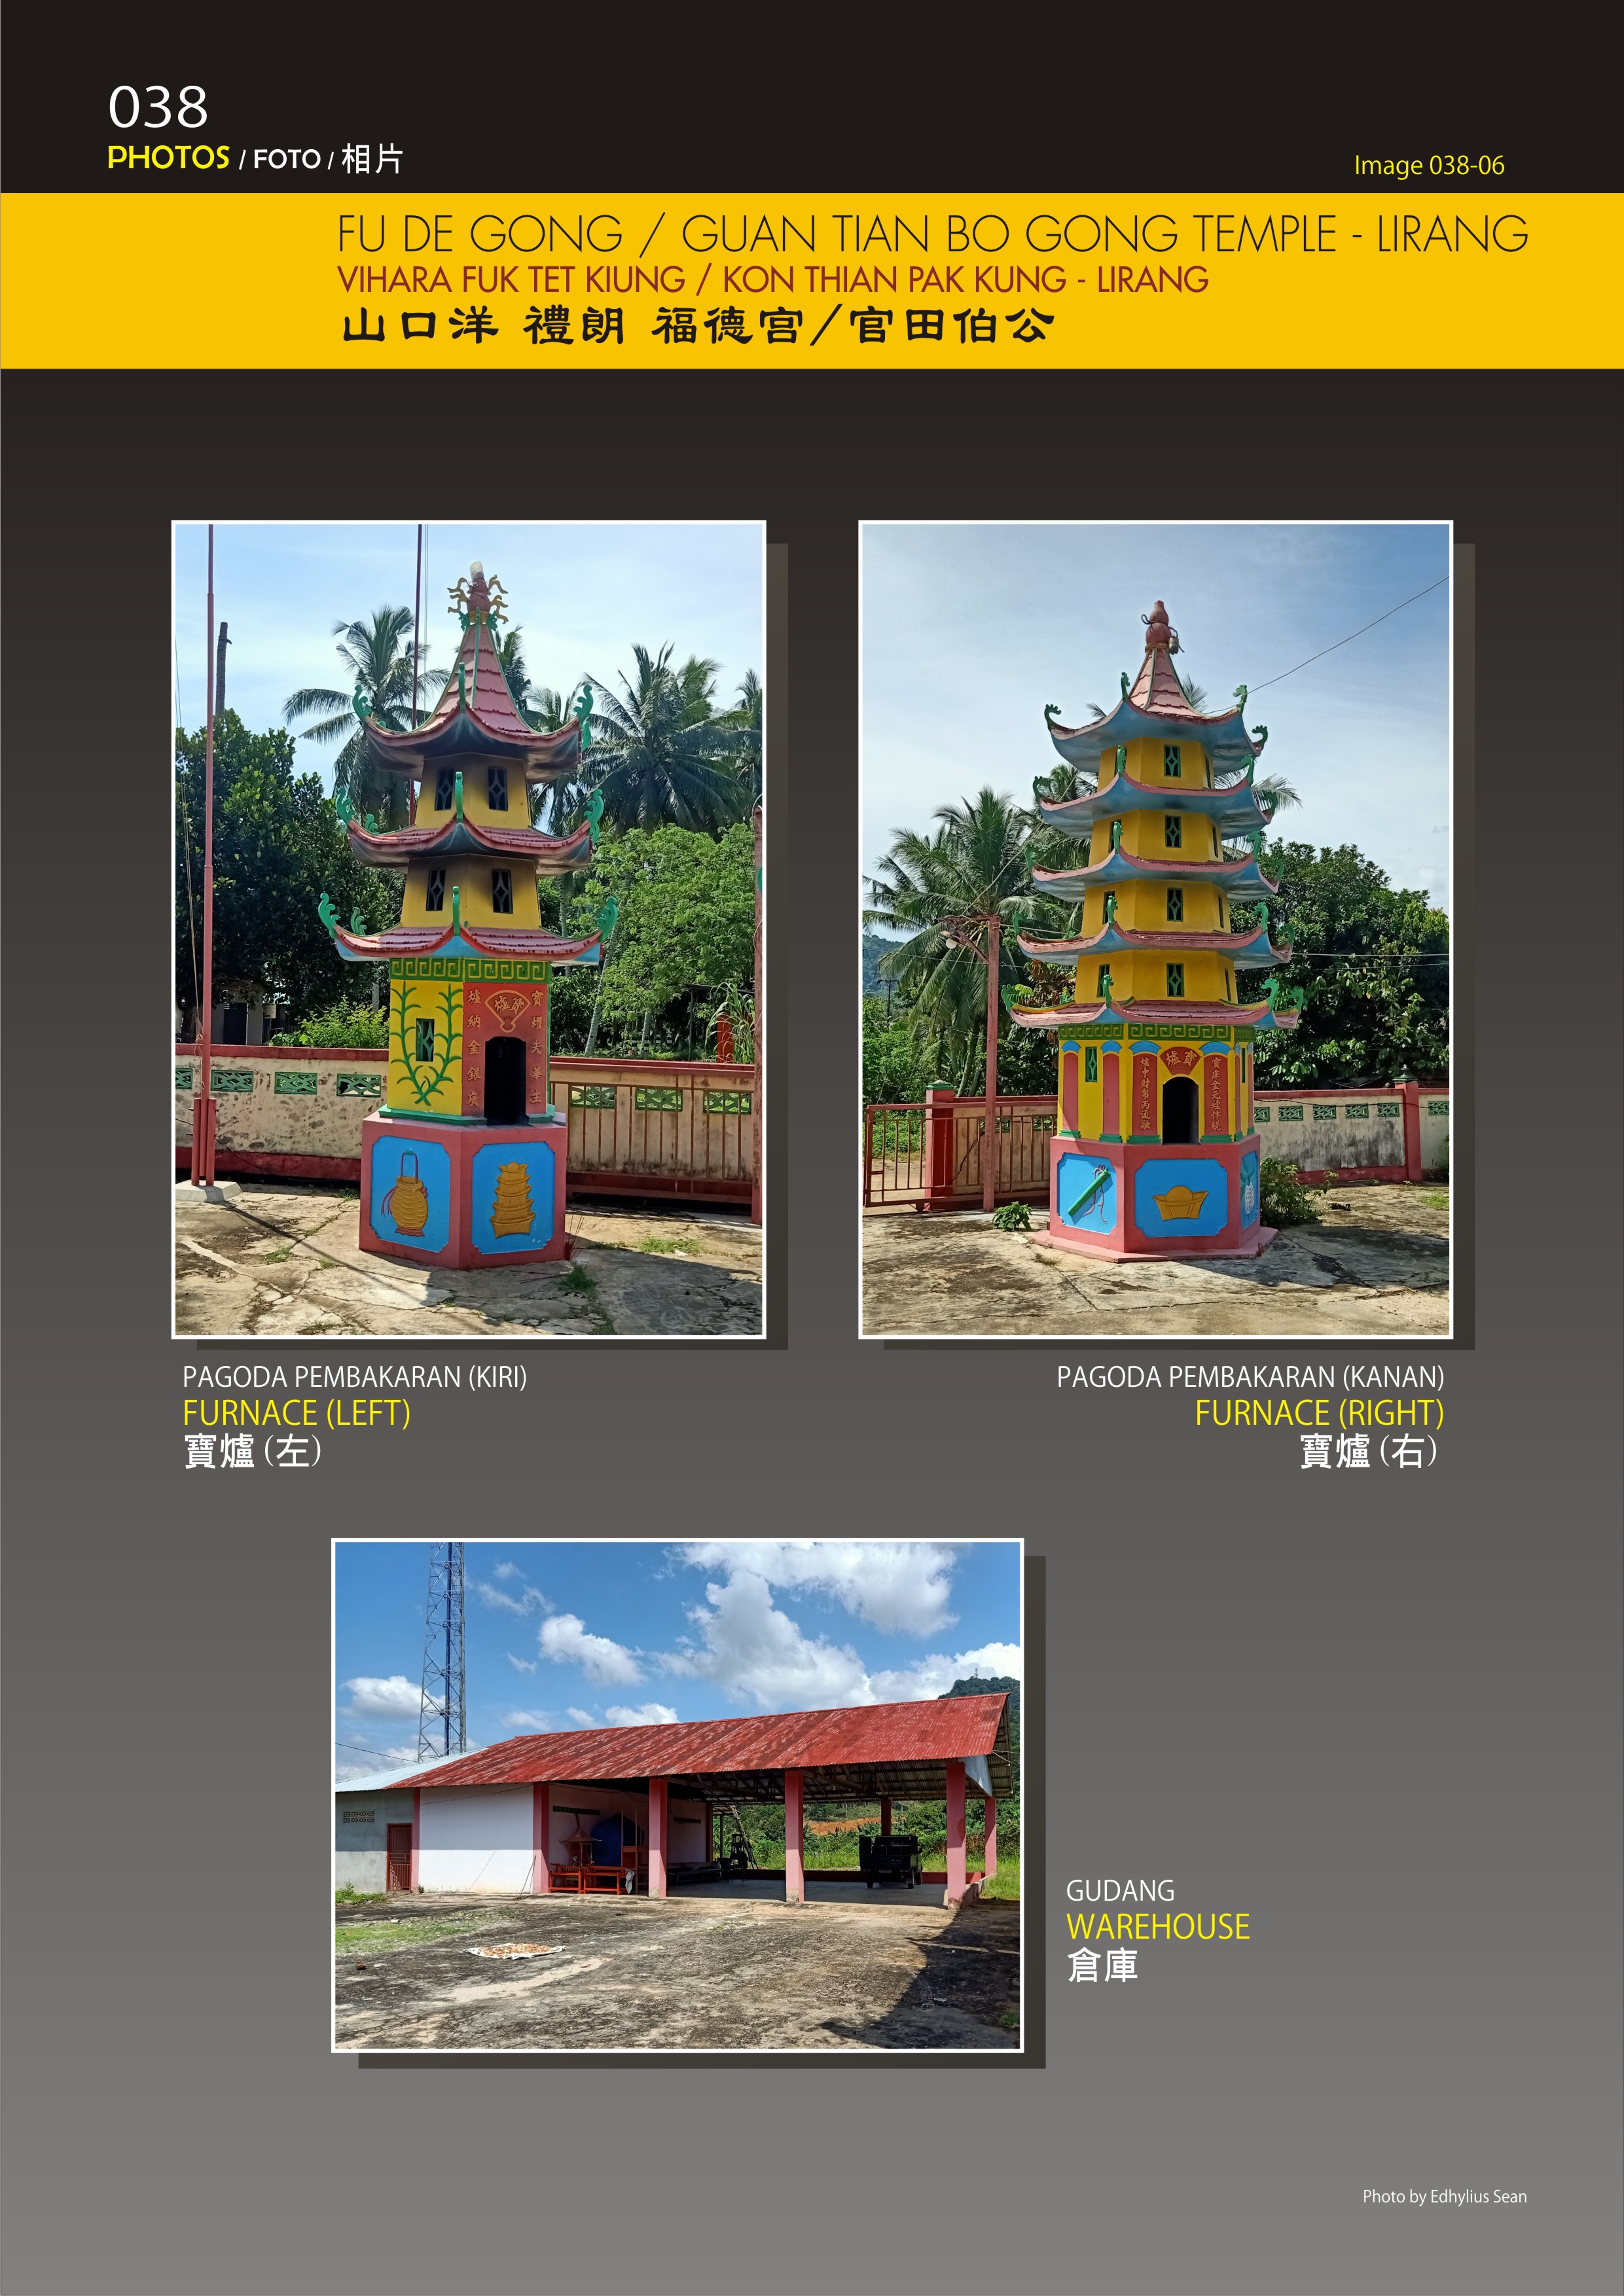 038
PHOTOS / FOTO / 相片
Image 038-06
FU DE GONG / GUAN TIAN BO GONG TEMPLE - LIRANG
VIHARA FUK TET KIUNG / KON THIAN PAK KUNG - LIRANG
山口洋 禮朗 福德宮/官田伯公
PAGODA PEMBAKARAN (KIRI)
FURNACE (LEFT)
寶爐 (左)
PAGODA PEMBAKARAN (KANAN)
FURNACE (RIGHT)
寶爐 (右)
GUDANG
WAREHOUSE
倉庫
Photo by Edhylius Sean